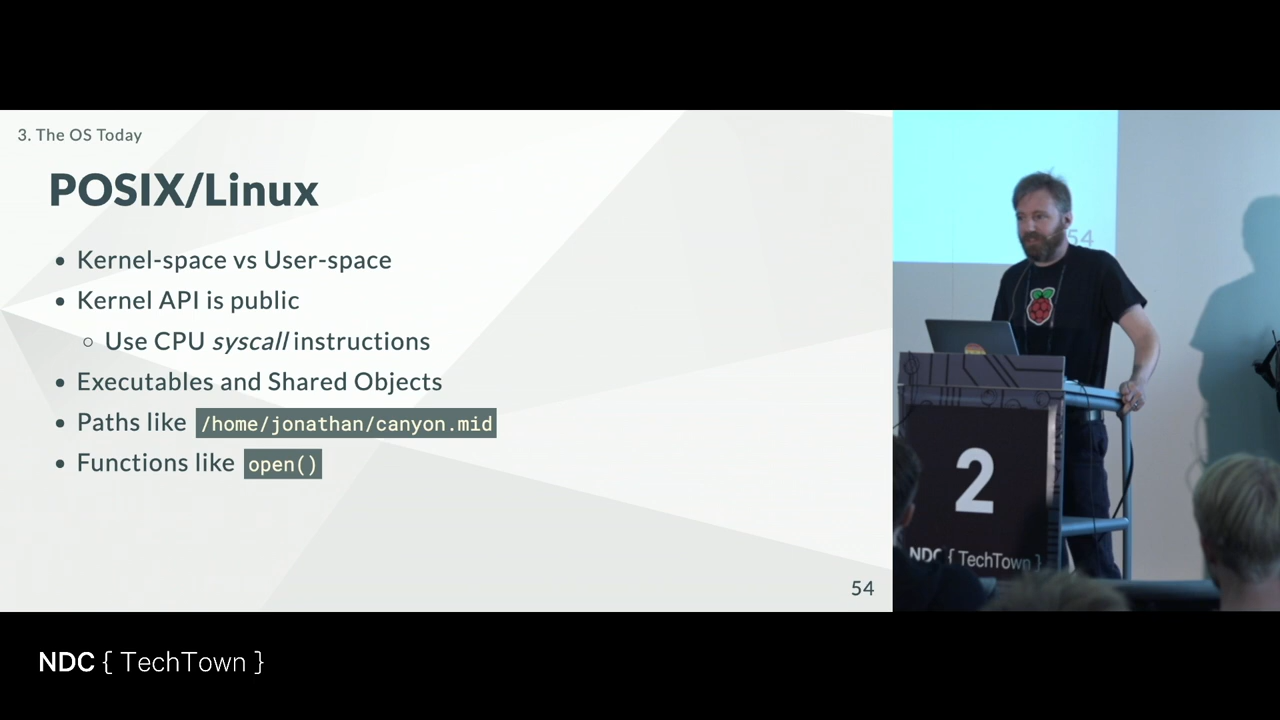 3. The OS Today
POSIX/Linux
• Kernel-space vs User-space
• Kernel API is public
○ Use CPU syscall instructions
• Executables and Shared Objects
• Paths like /home/jonathan/canyon.mid
• Functions like open()
54
54
2
NDC { TechTown }
NDC { TechTown }